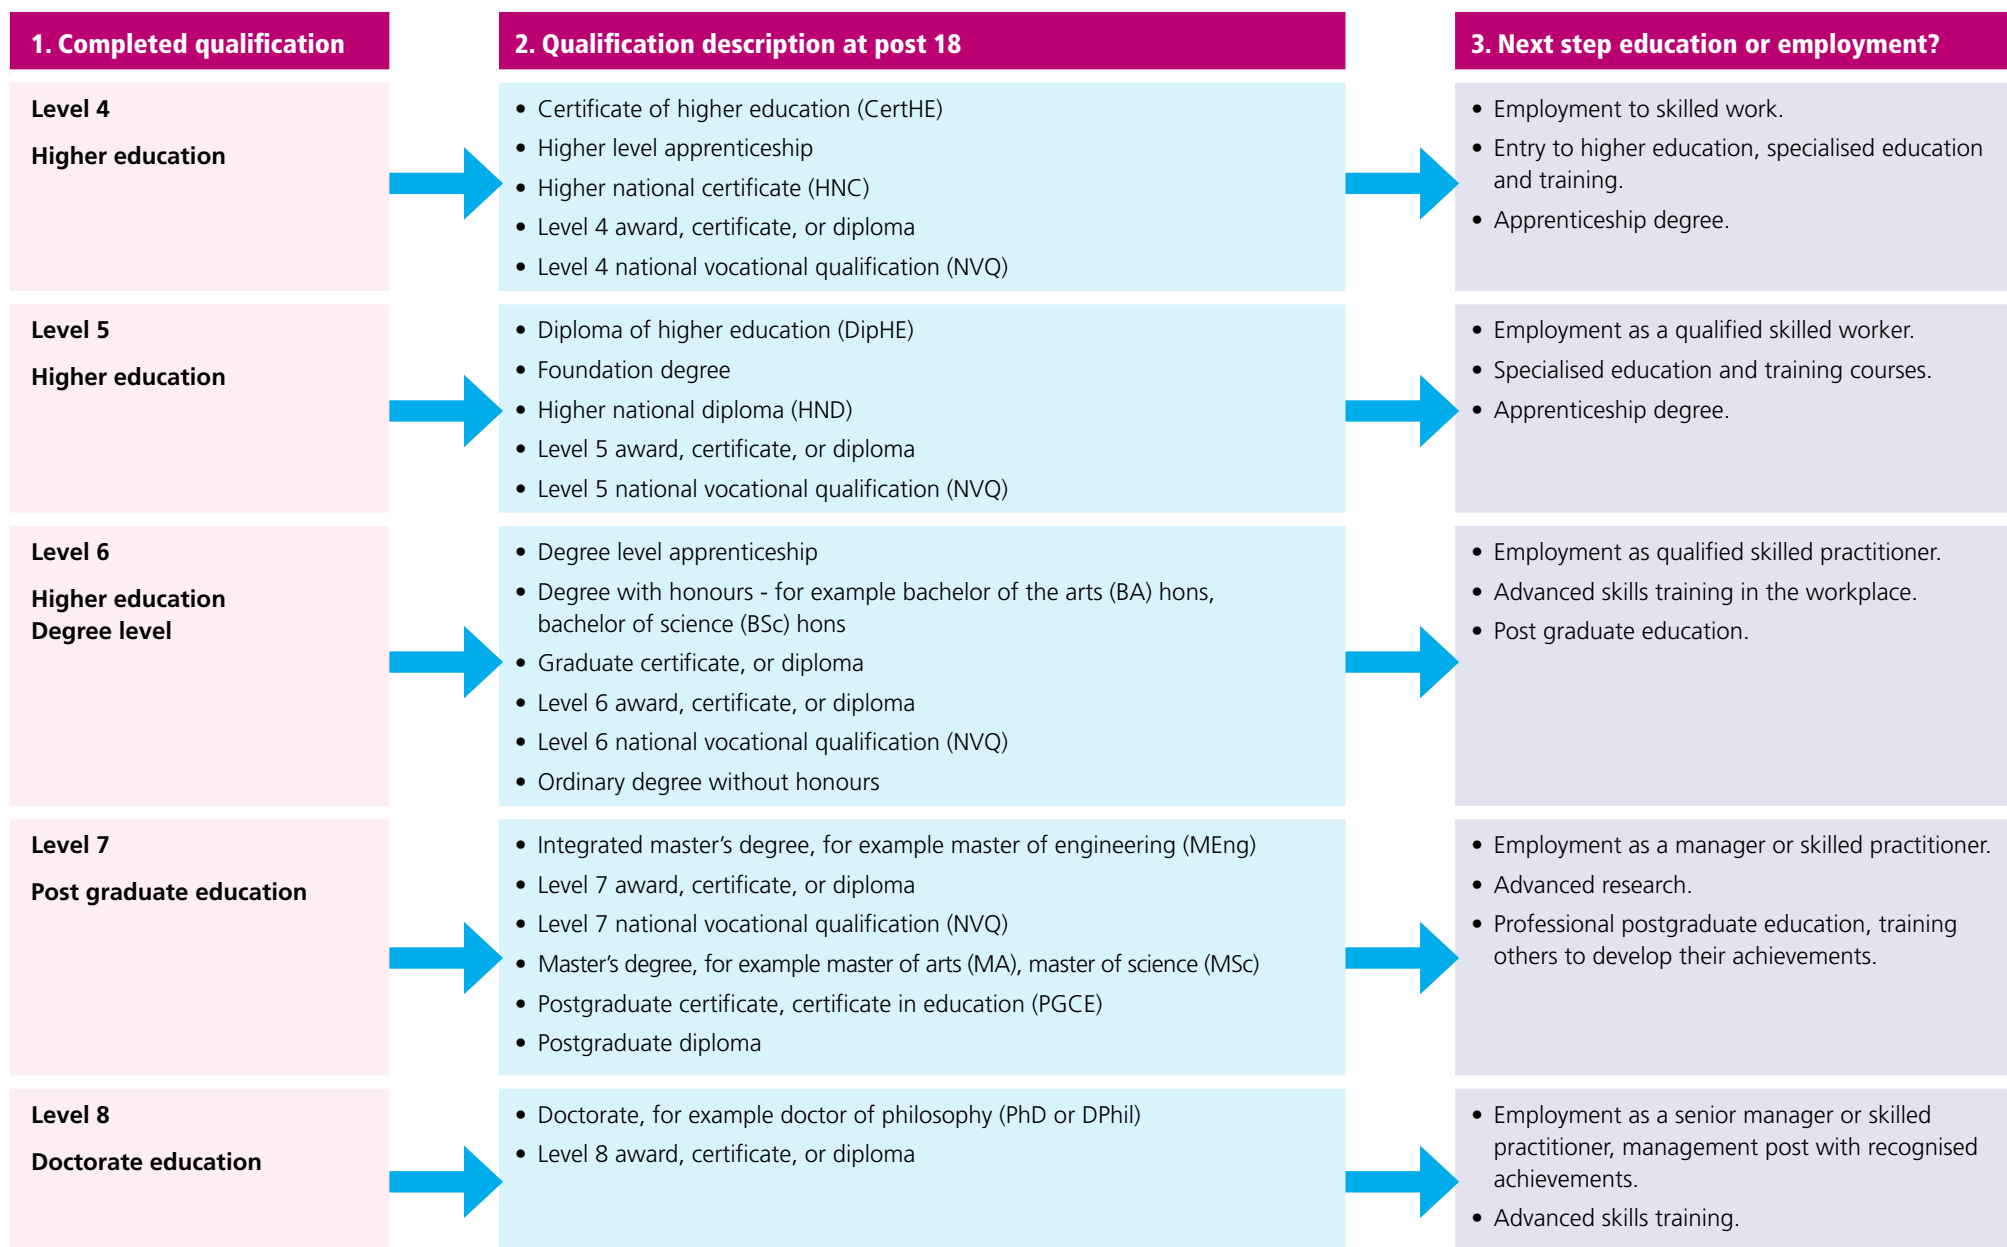 1. Completed qualification
2. Qualification description at post 18
3. Next step education or employment?
Level 4
Higher education
• Certificate of higher education (CertHE)
• Higher level apprenticeship
• Higher national certificate (HNC)
• Level 4 award, certificate, or diploma
• Level 4 national vocational qualification (NVQ)
• Employment to skilled work.
• Entry to higher education, specialised education
and training.
• Apprenticeship degree.
Level 5
Higher education
• Diploma of higher education (DipHE)
• Foundation degree
• Higher national diploma (HND)
• Level 5 award, certificate, or diploma
• Level 5 national vocational qualification (NVQ)
• Employment as a qualified skilled worker.
• Specialised education and training courses.
• Apprenticeship degree.
Level 6
Higher education
Degree level
• Degree level apprenticeship
• Degree with honours - for example bachelor of the arts (BA) hons,
bachelor of science (BSc) hons
• Graduate certificate, or diploma
• Level 6 award, certificate, or diploma
• Level 6 national vocational qualification (NVQ)
• Ordinary degree without honours
• Employment as qualified skilled practitioner.
• Advanced skills training in the workplace.
• Post graduate education.
Level 7
Post graduate education
• Integrated master's degree, for example master of engineering (MEng)
• Level 7 award, certificate, or diploma
• Level 7 national vocational qualification (NVQ)
• Master's degree, for example master of arts (MA), master of science (MSc)
• Postgraduate certificate, certificate in education (PGCE)
• Postgraduate diploma
• Employment as a manager or skilled practitioner.
• Advanced research.
• Professional postgraduate education, training
others to develop their achievements.
Level 8
Doctorate education
• Doctorate, for example doctor of philosophy (PhD or DPhil)
• Level 8 award, certificate, or diploma
• Employment as a senior manager or skilled
practitioner, management post with recognised
achievements.
• Advanced skills training.